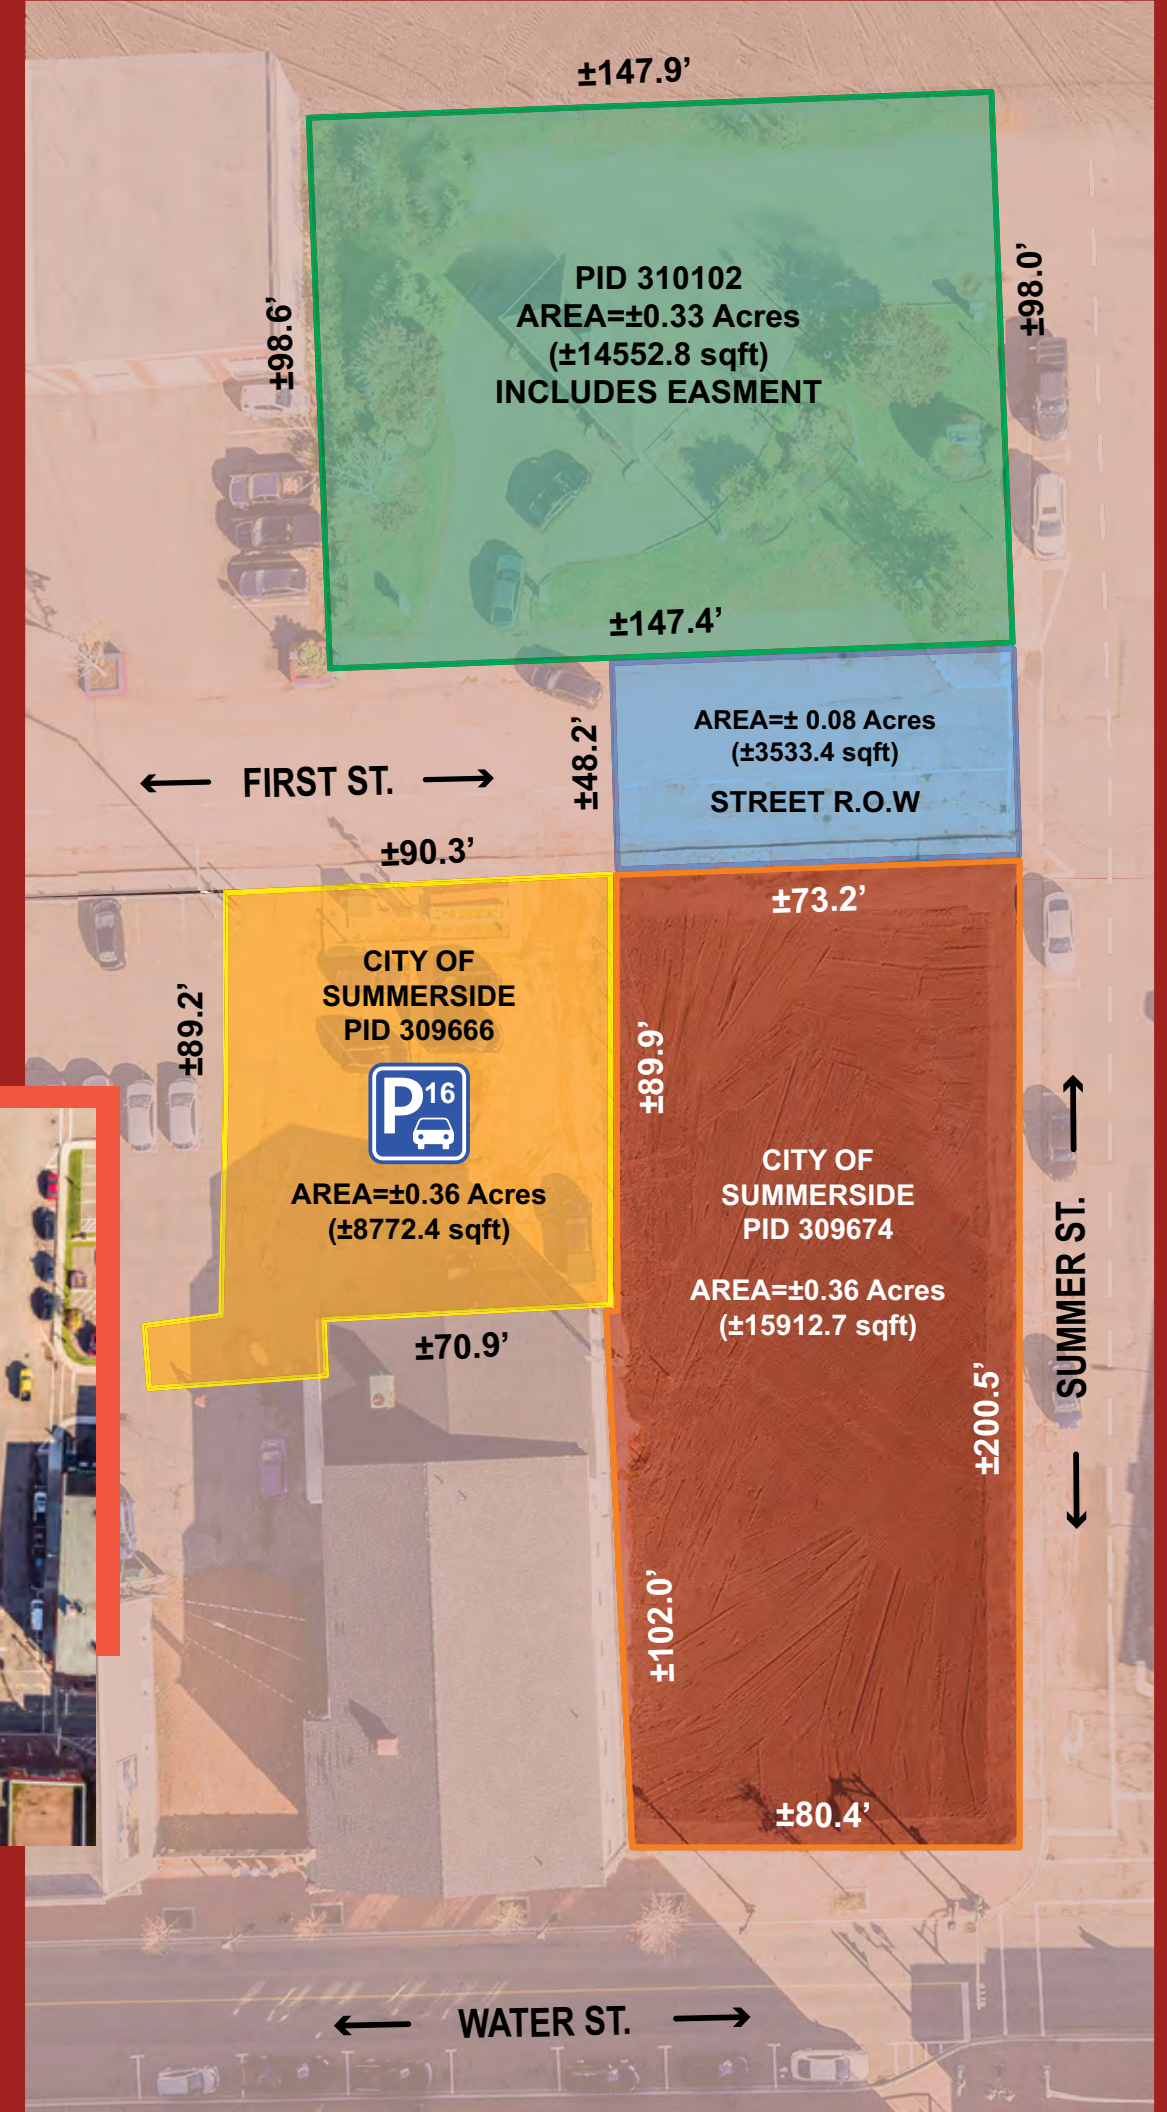 ±147.9’
±98.6’
±98.0’
PID 310102
AREA=±0.33 Acres
(±14552.8 sqft)
INCLUDES EASMENT
±147.4’
±48.2’
AREA=± 0.08 Acres
(±3533.4 sqft)
STREET R.O.W
FIRST ST.
±90.3’
±73.2’
±89.2’
CITY OF
SUMMERSIDE
PID 309666
P16
AREA=±0.36 Acres
(±8772.4 sqft)
±70.9’
±89.9’
CITY OF
SUMMERSIDE
PID 309674
AREA=±0.36 Acres
(±15912.7 sqft)
±200.5’
SUMMER ST.
±102.0’
±80.4’
WATER ST.